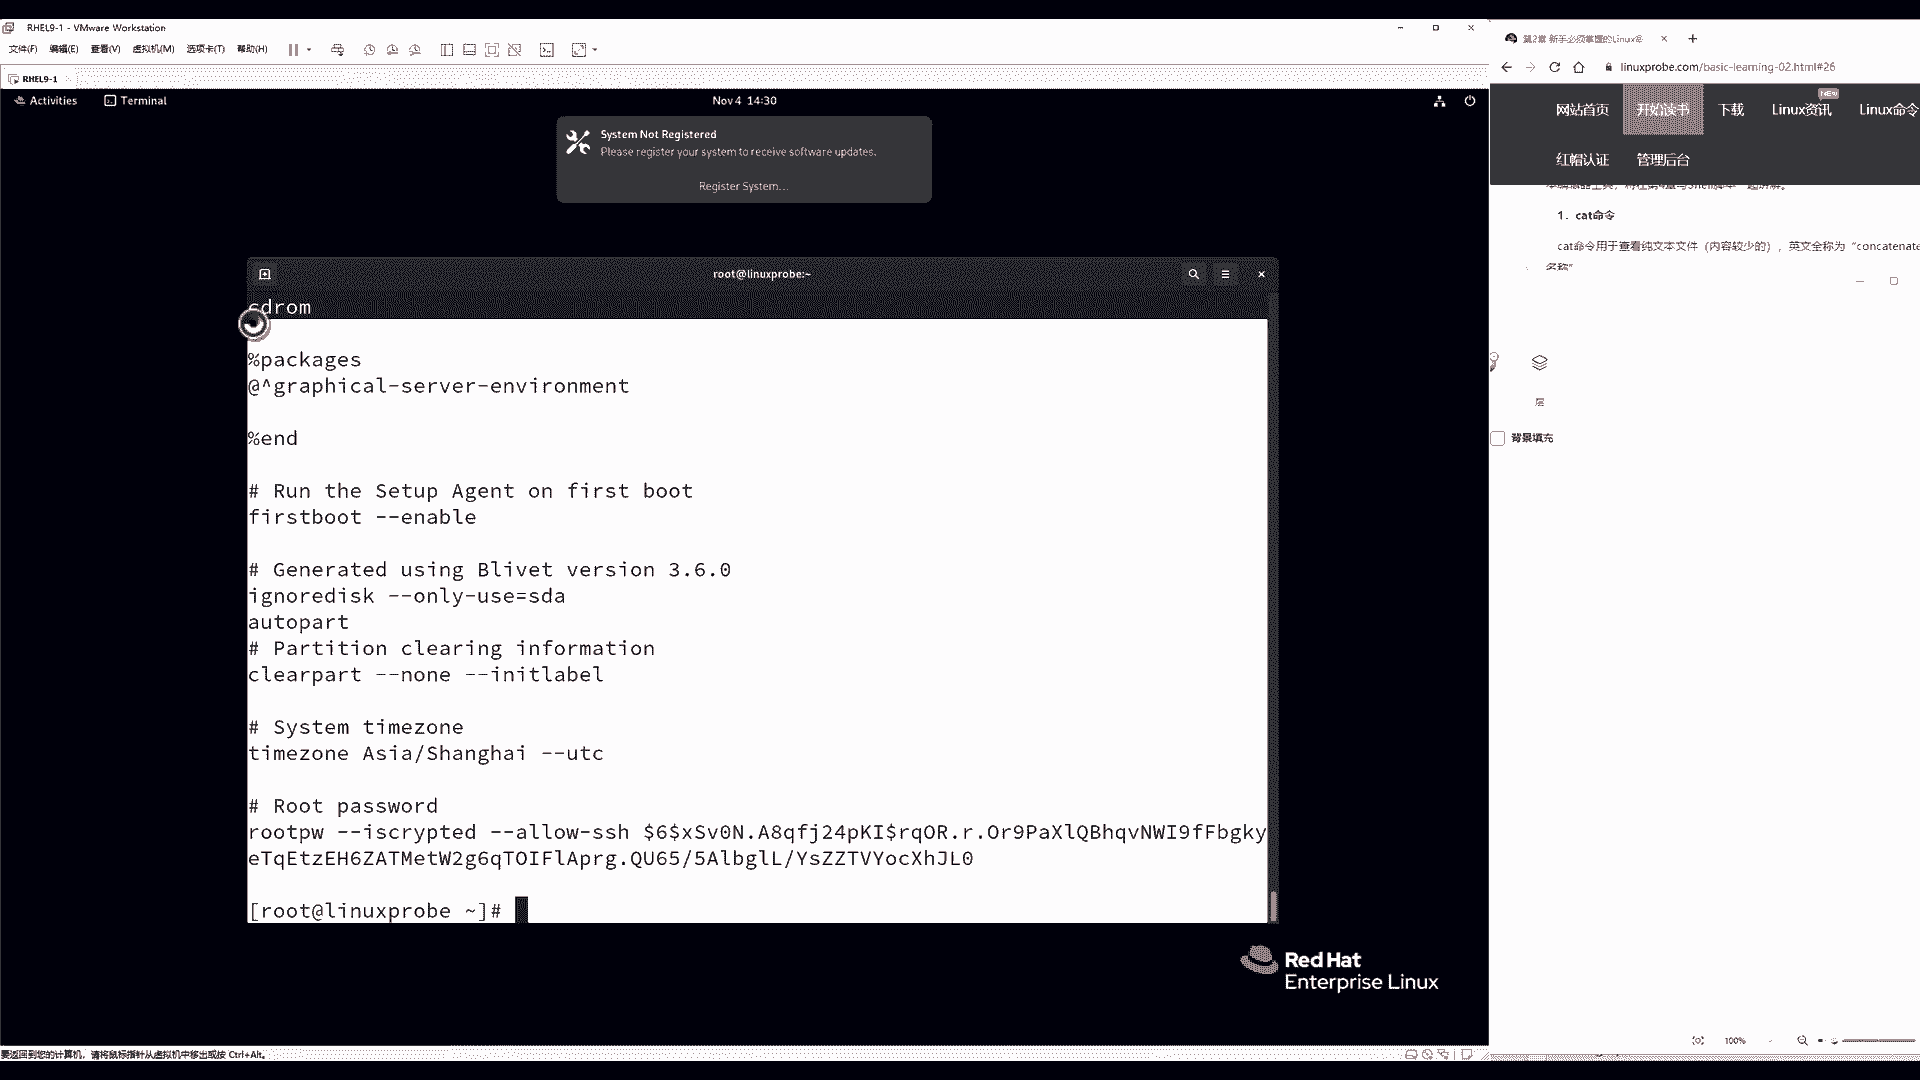 RHEL9-1 - VMware Workstation
文件(F) 编辑(E) 查看(V) 虚拟机(M) 选项卡(T) 帮助(H)
RHEL9-1
Activities Terminal
Nov 4 14:30
System Not Registered
Please register your system to receive software updates.
Register System...
root@linuxprobe:~
cdrom
%packages
@^graphical-server-environment
%end
# Run the Setup Agent on first boot
firstboot --enable
# Generated using Blivet version 3.6.0
ignoredisk --only-use=sda
autopart
# Partition clearing information
clearpart --none --initlabel
# System timezone
timezone Asia/Shanghai --utc
# Root password
rootpw --iscrypted --allow-ssh $6$xSv0N.A8qfj24pKI$rqOR.r.Or9PaXlQBhqvNWI9fFbgky
eTqEtzEH6ZATMetW2g6qTOIFlAprg.QU65/5AlbglL/YsZZTVYocXhJL0
[root@linuxprobe ~]#
Red Hat
Enterprise Linux
要返回到您的计算机，请将鼠标指针从虚拟机中移出或按 Ctrl+Alt。
第2章 新手必须掌握的Linux命
linuxprobe.com/basic-learning-02.html#26
网站首页 开始读书 下载 Linux资讯 NEW Linux命令
红帽认证 管理后台
1. cat命令
cat命令用于查看纯文本文件（内容较少的），英文全称为“concatenate
名称”
层
背景填充
100%